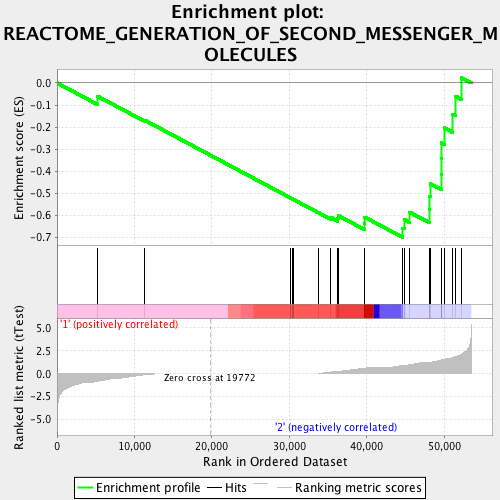 Enrichment plot:
REACTOME_GENERATION_OF_SECOND_MESSENGER_M
OLECULES
Enrichment score (ES)
0.0
-0.1
-0.2
-0.3
-0.4
-0.5
-0.6
-0.7
Ranked list metric (tTest)
5.0
2.5
0.0
-2.5
-5.0
'1' (positively correlated)
Zero cross at 19772
'2' (negatively correlated)
0
10,000
20,000
30,000
40,000
50,000
Rank in Ordered Dataset
Enrichment profile
Hits
Ranking metric scores